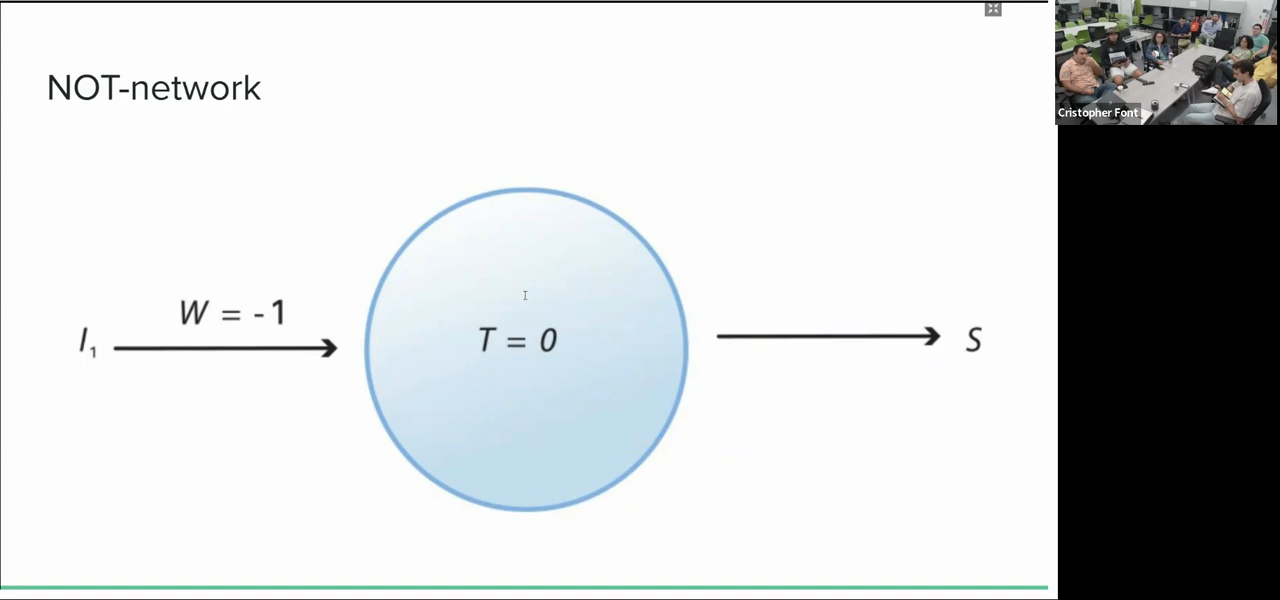 NOT-network
Cristopher Font
W = -1
I₁
T = 0
S